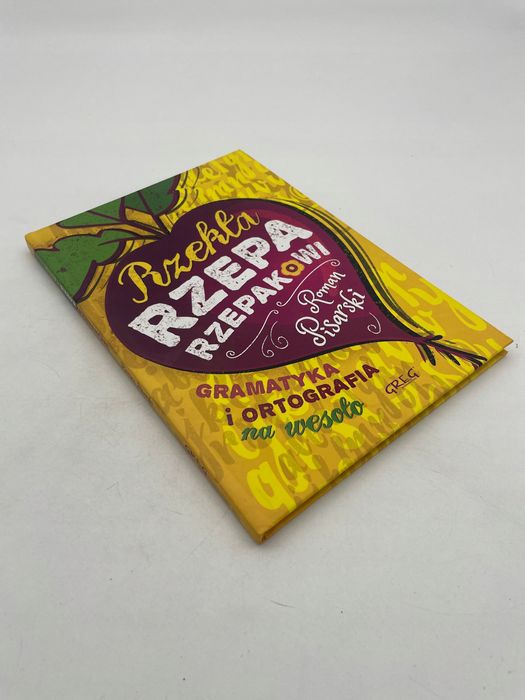 Rzekła
RZEPA
RZEPAKOWI
Roman
Pisarski
GRAMATYKA
i ORTOGRAFIA
na wesoło
GREG